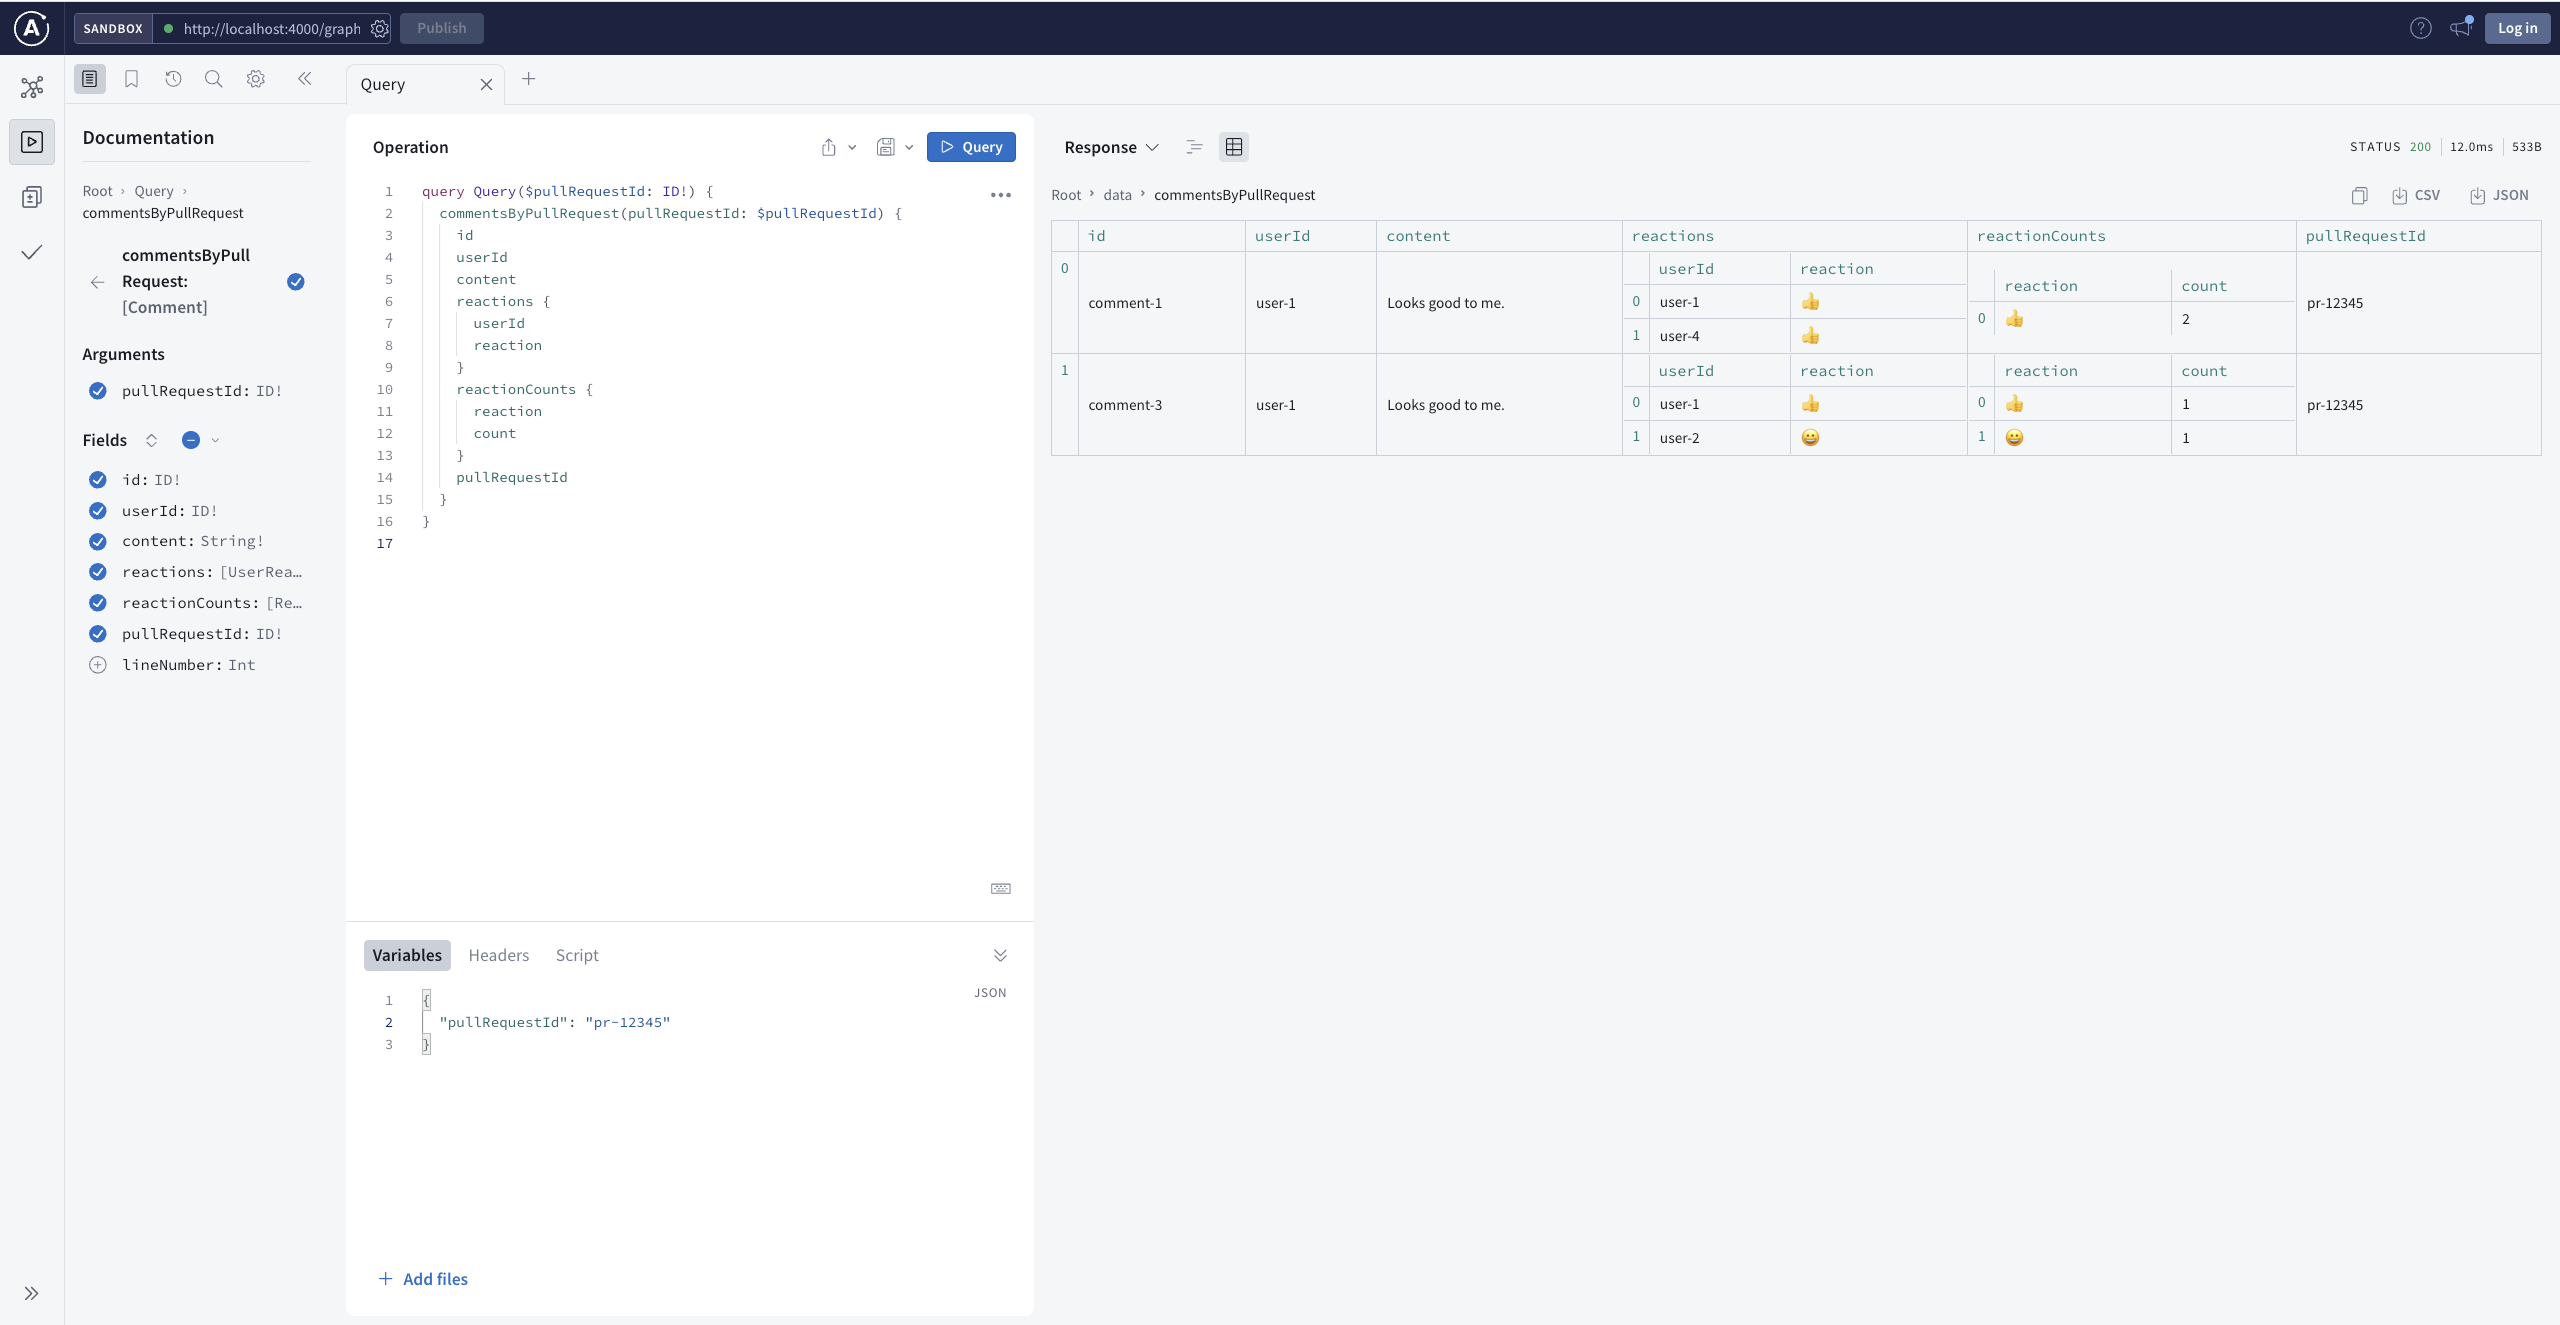 SANDBOX http://localhost:4000/graph Publish Log in
Query
Documentation
Root › Query ›
commentsByPullRequest
commentsByPull
Request:
[Comment]
Arguments
pullRequestId: ID!
Fields
id: ID!
userId: ID!
content: String!
reactions: [UserRea…
reactionCounts: [Re…
pullRequestId: ID!
lineNumber: Int
Operation
Query
1 query Query($pullRequestId: ID!) {
2 commentsByPullRequest(pullRequestId: $pullRequestId) {
3 id
4 userId
5 content
6 reactions {
7 userId
8 reaction
9 }
10 reactionCounts {
11 reaction
12 count
13 }
14 pullRequestId
15 }
16 }
17
Variables Headers Script
JSON
1 {
2 "pullRequestId": "pr-12345"
3 }
+ Add files
Response STATUS 200 12.0ms 533B
Root › data › commentsByPullRequest CSV JSON
id userId content reactions reactionCounts pullRequestId
0 comment-1 user-1 Looks good to me. pr-12345
userId reaction
0 user-1 👍
1 user-4 👍
reaction count
0 👍 2
1 comment-3 user-1 Looks good to me. pr-12345
userId reaction
0 user-1 👍
1 user-2 😀
reaction count
0 👍 1
1 😀 1